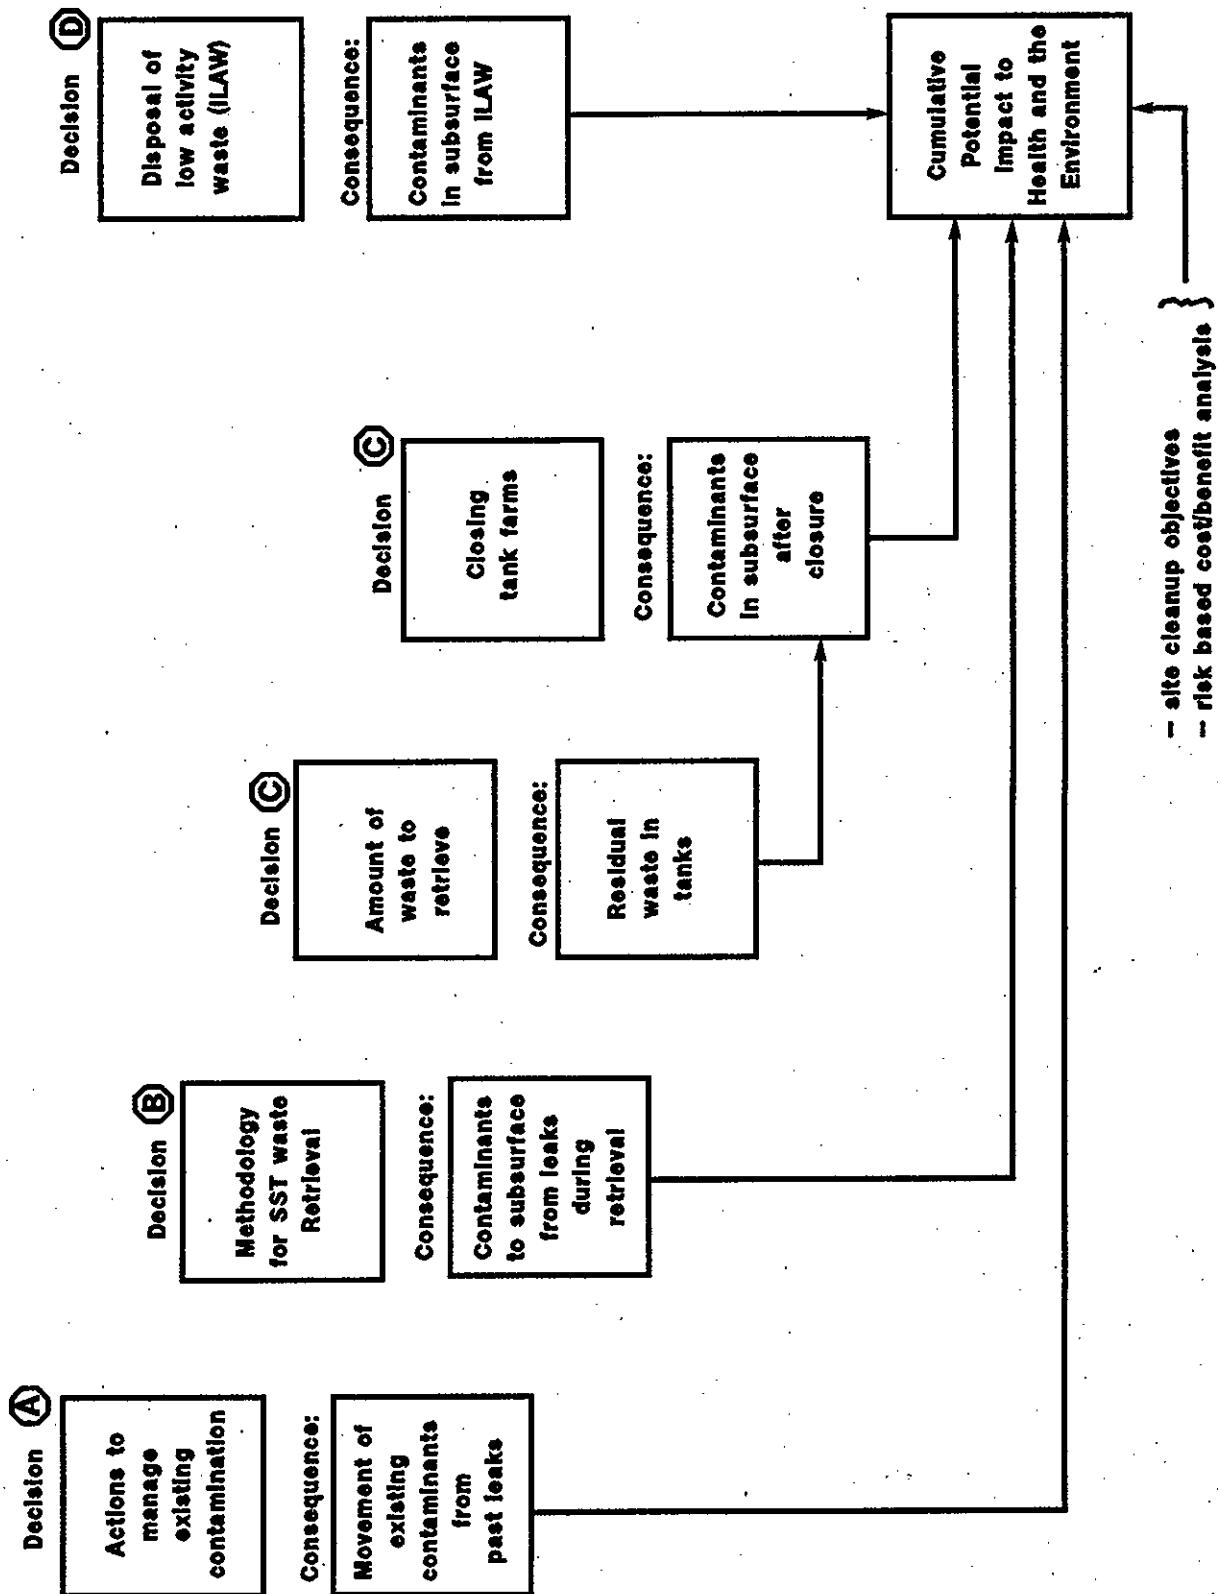 Decision A
Actions to
manage
existing
contamination
Consequence:
Movement of
existing
contaminants
from
past leaks
Decision B
Methodology
for SST waste
Retrieval
Consequence:
Contaminants
to subsurface
from leaks
during
retrieval
Decision C
Amount of
waste to
retrieve
Consequence:
Residual
waste in
tanks
Decision C
Closing
tank farms
Consequence:
Contaminants
in subsurface
after
closure
Decision D
Disposal of
low activity
waste (ILAW)
Consequence:
Contaminants
in subsurface
from ILAW
Cumulative
Potential
Impact to
Health and the
Environment
– site cleanup objectives
– risk based cost/benefit analysis